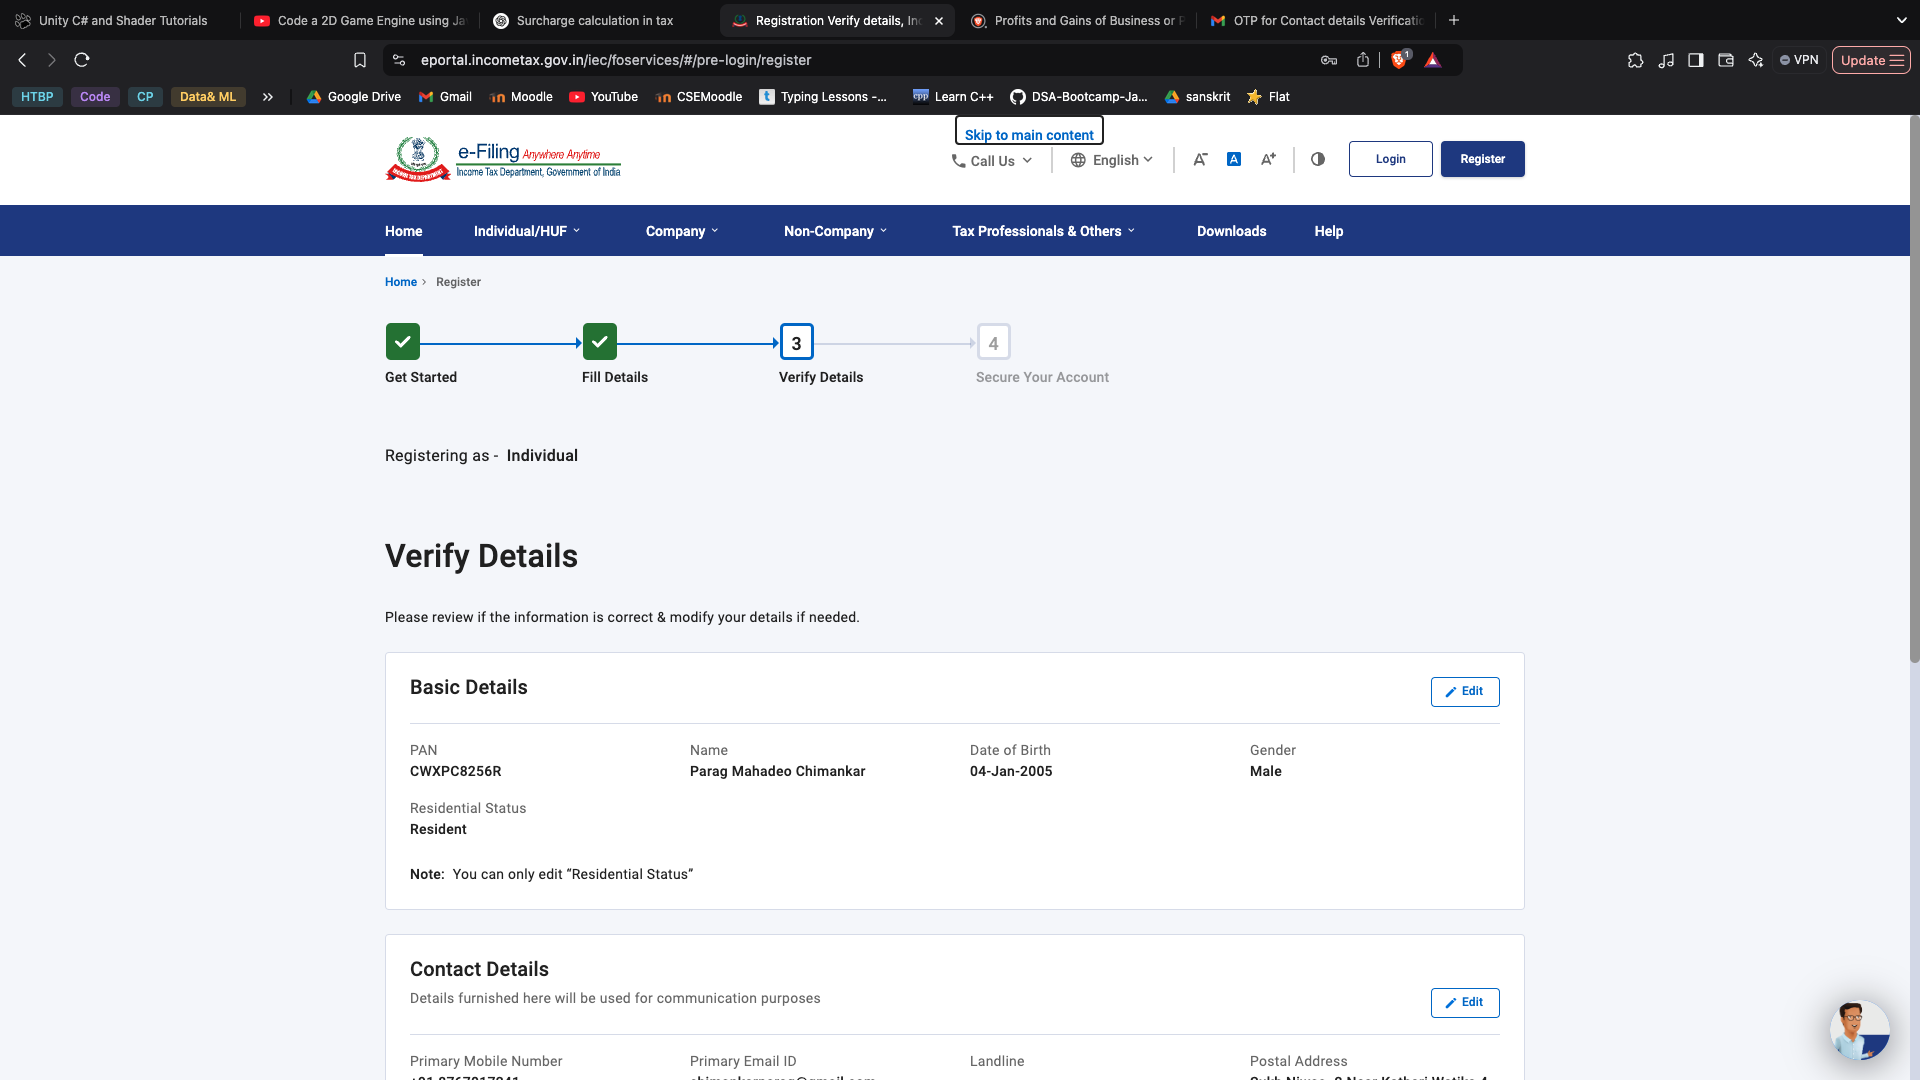 Unity C# and Shader Tutorials
Code a 2D Game Engine using Ja
Surcharge calculation in tax
Registration Verify details, Inc
Profits and Gains of Business or P
OTP for Contact details Verificatio
eportal.incometax.gov.in/iec/foservices/#/pre-login/register
1
VPN
Update
HTBP
Code
CP
Data& ML
Google Drive
Gmail
Moodle
YouTube
CSEMoodle
Typing Lessons -...
Learn C++
DSA-Bootcamp-Ja...
sanskrit
Flat
Skip to main content
e-Filing Anywhere Anytime
Income Tax Department, Government of India
Call Us
English
A-
A
A+
Login
Register
Home
Individual/HUF
Company
Non-Company
Tax Professionals & Others
Downloads
Help
Home
Register
3
4
Get Started
Fill Details
Verify Details
Secure Your Account
Registering as - Individual
Verify Details
Please review if the information is correct & modify your details if needed.
Basic Details
Edit
PAN
Name
Date of Birth
Gender
CWXPC8256R
Parag Mahadeo Chimankar
04-Jan-2005
Male
Residential Status
Resident
Note: You can only edit “Residential Status”
Contact Details
Details furnished here will be used for communication purposes
Edit
Primary Mobile Number
Primary Email ID
Landline
Postal Address